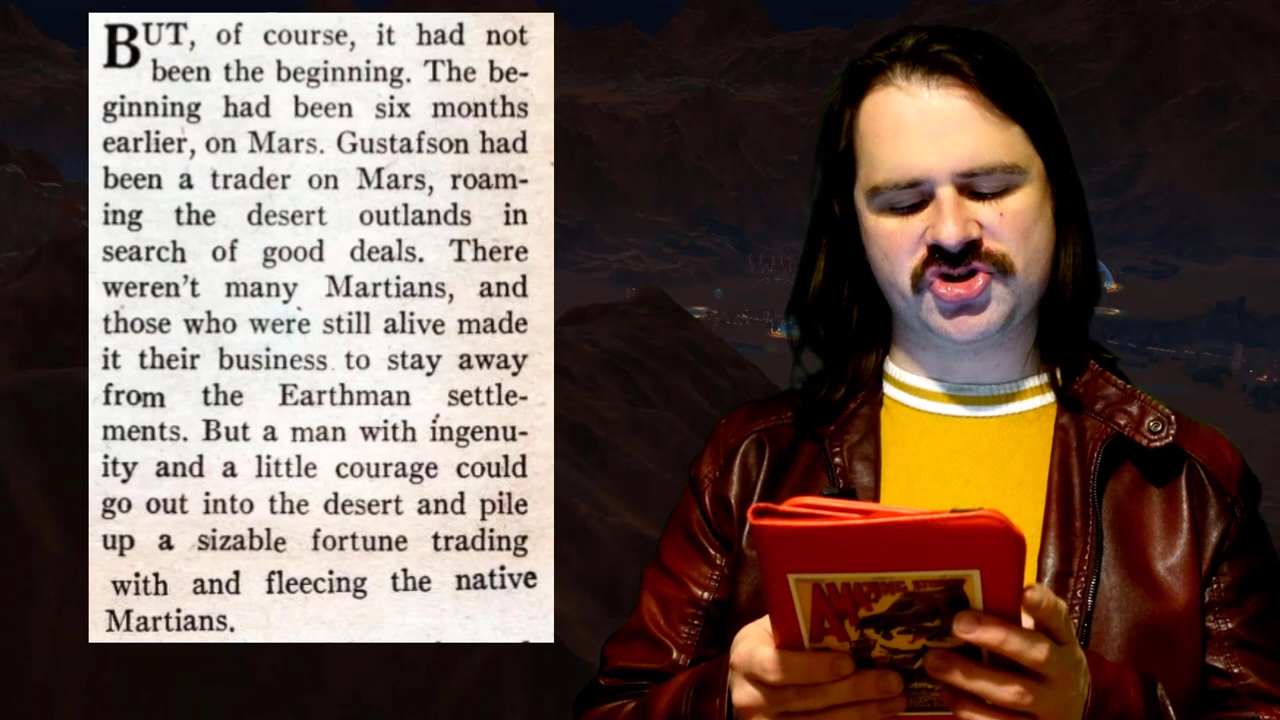 BUT, of course, it had not
been the beginning. The be-
ginning had been six months
earlier, on Mars. Gustafson had
been a trader on Mars, roam-
ing the desert outlands in
search of good deals. There
weren't many Martians, and
those who were still alive made
it their business to stay away
from the Earthman settle-
ments. But a man with ingenu-
ity and a little courage could
go out into the desert and pile
up a sizable fortune trading
with and fleecing the native
Martians.
AMAZING